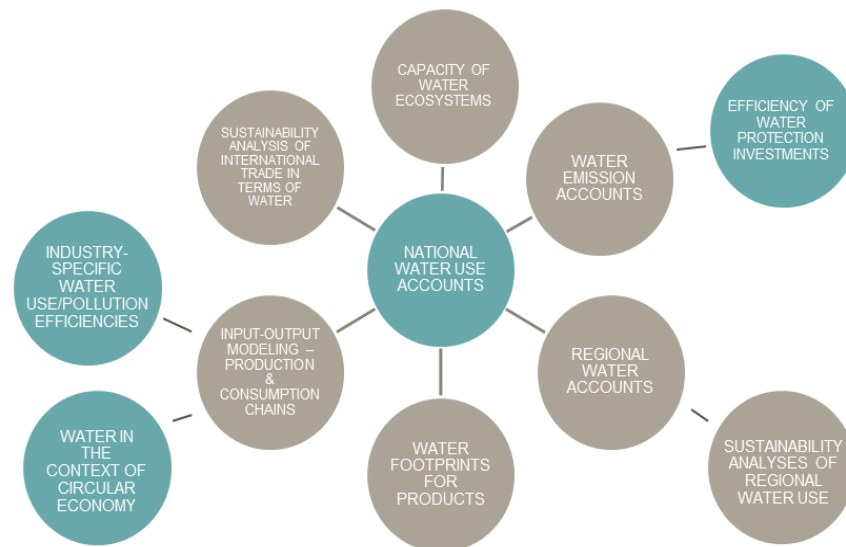 CAPACITY OF
WATER
ECOSYSTEMS
EFFICIENCY OF
WATER
PROTECTION
INVESTMENTS
SUSTAINABILITY
ANALYSIS OF
INTERNATIONAL
TRADE IN
TERMS OF
WATER
WATER
EMISSION
ACCOUNTS
NATIONAL
WATER USE
ACCOUNTS
INDUSTRY-
SPECIFIC
WATER
USE/POLLUTION
EFFICIENCIES
INPUT-OUTPUT
MODELING –
PRODUCTION
&
CONSUMPTION
CHAINS
REGIONAL
WATER
ACCOUNTS
WATER IN
THE
CONTEXT OF
CIRCULAR
ECONOMY
WATER
FOOTPRINTS
FOR
PRODUCTS
SUSTAINABILITY
ANALYSES OF
REGIONAL
WATER USE